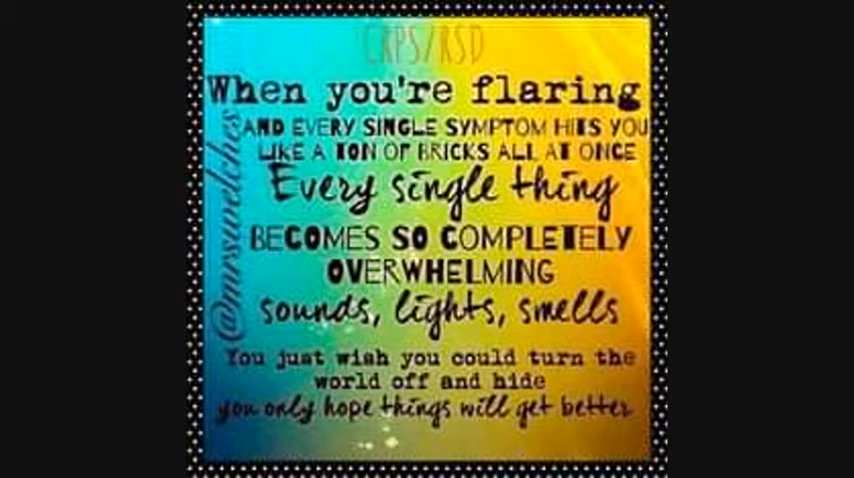 CRPS/RSD
When you're flaring
AND EVERY SINGLE SYMPTOM HITS YOU
LIKE A TON OF BRICKS ALL AT ONCE
Every single thing
BECOMES SO COMPLETELY
OVERWHELMING
sounds, lights, smells
You just wish you could turn the
world off and hide
you only hope things will get better
@mrswelches